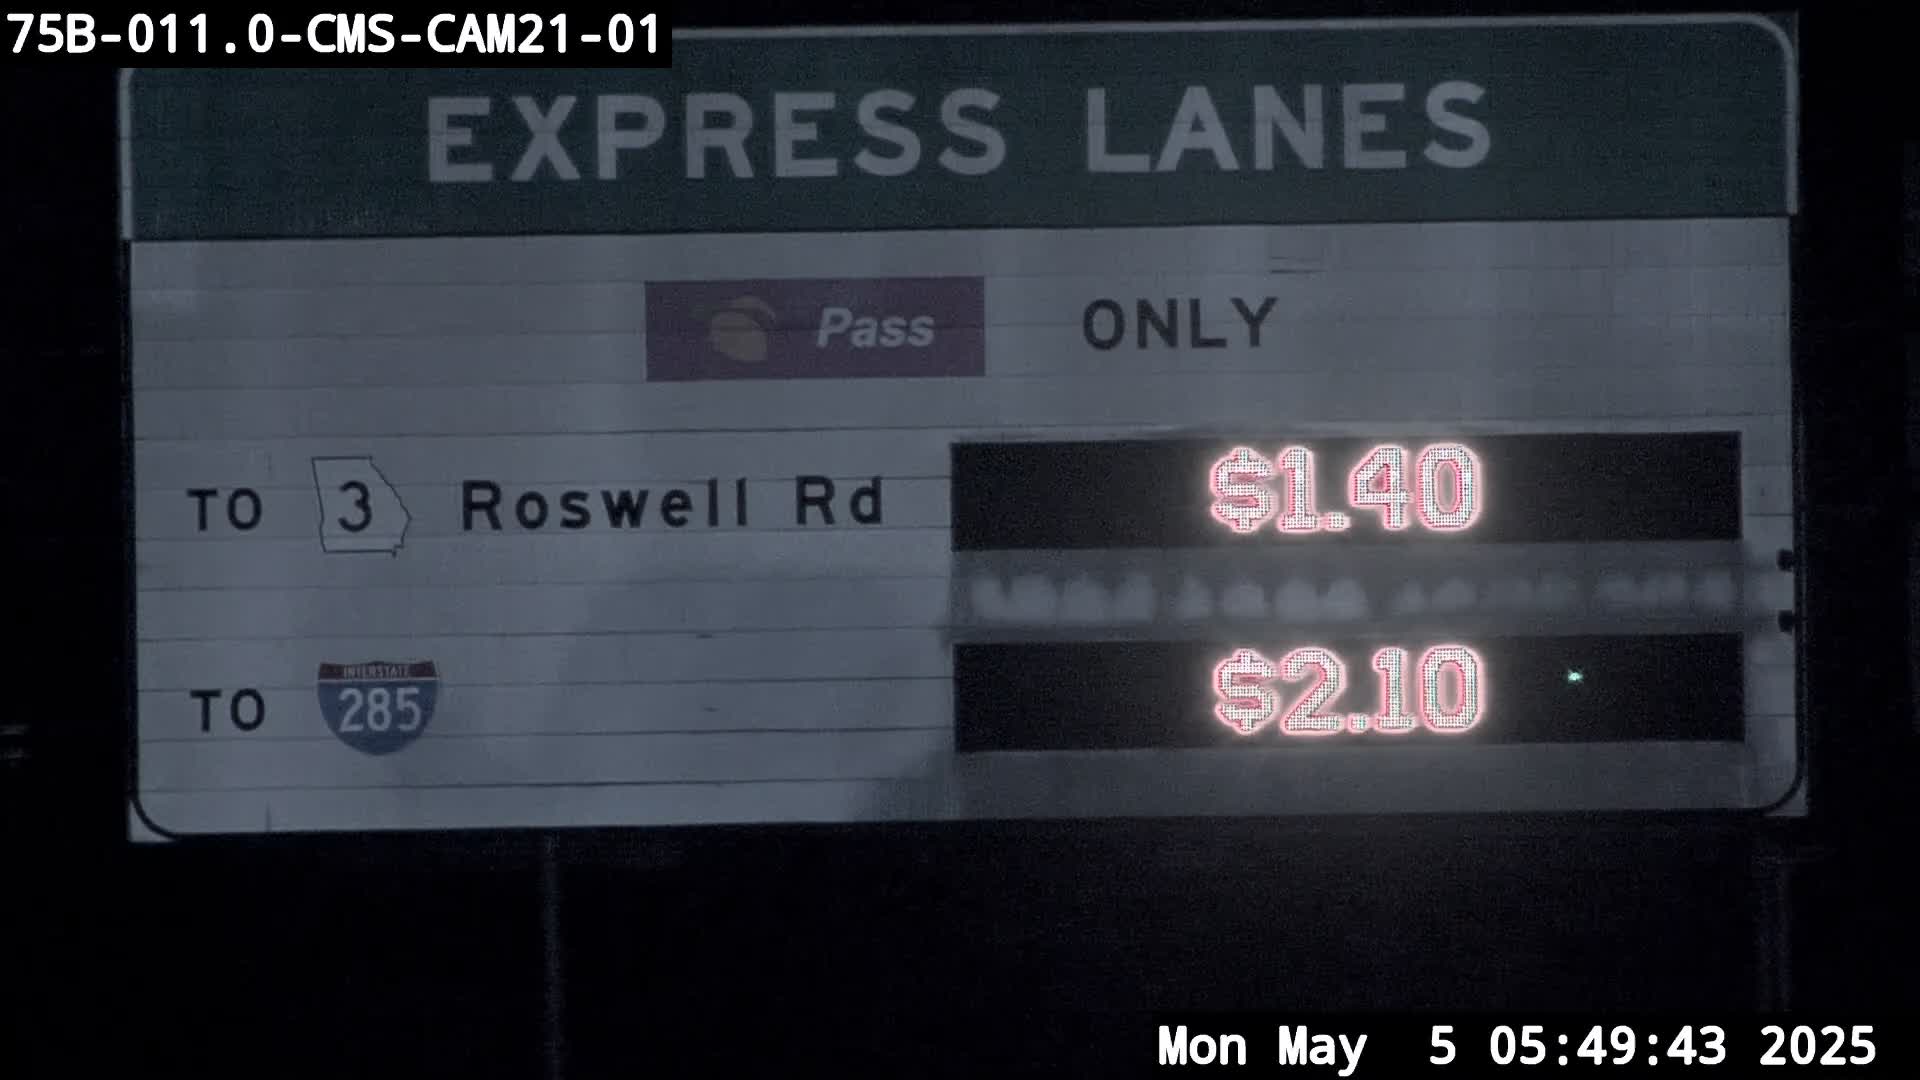 75B-011.0-CMS-CAM21-01
EXPRESS LANES
Pass ONLY
TO 3 Roswell Rd $1.40
TO INTERSTATE 285 $2.10
Mon May 5 05:49:43 2025